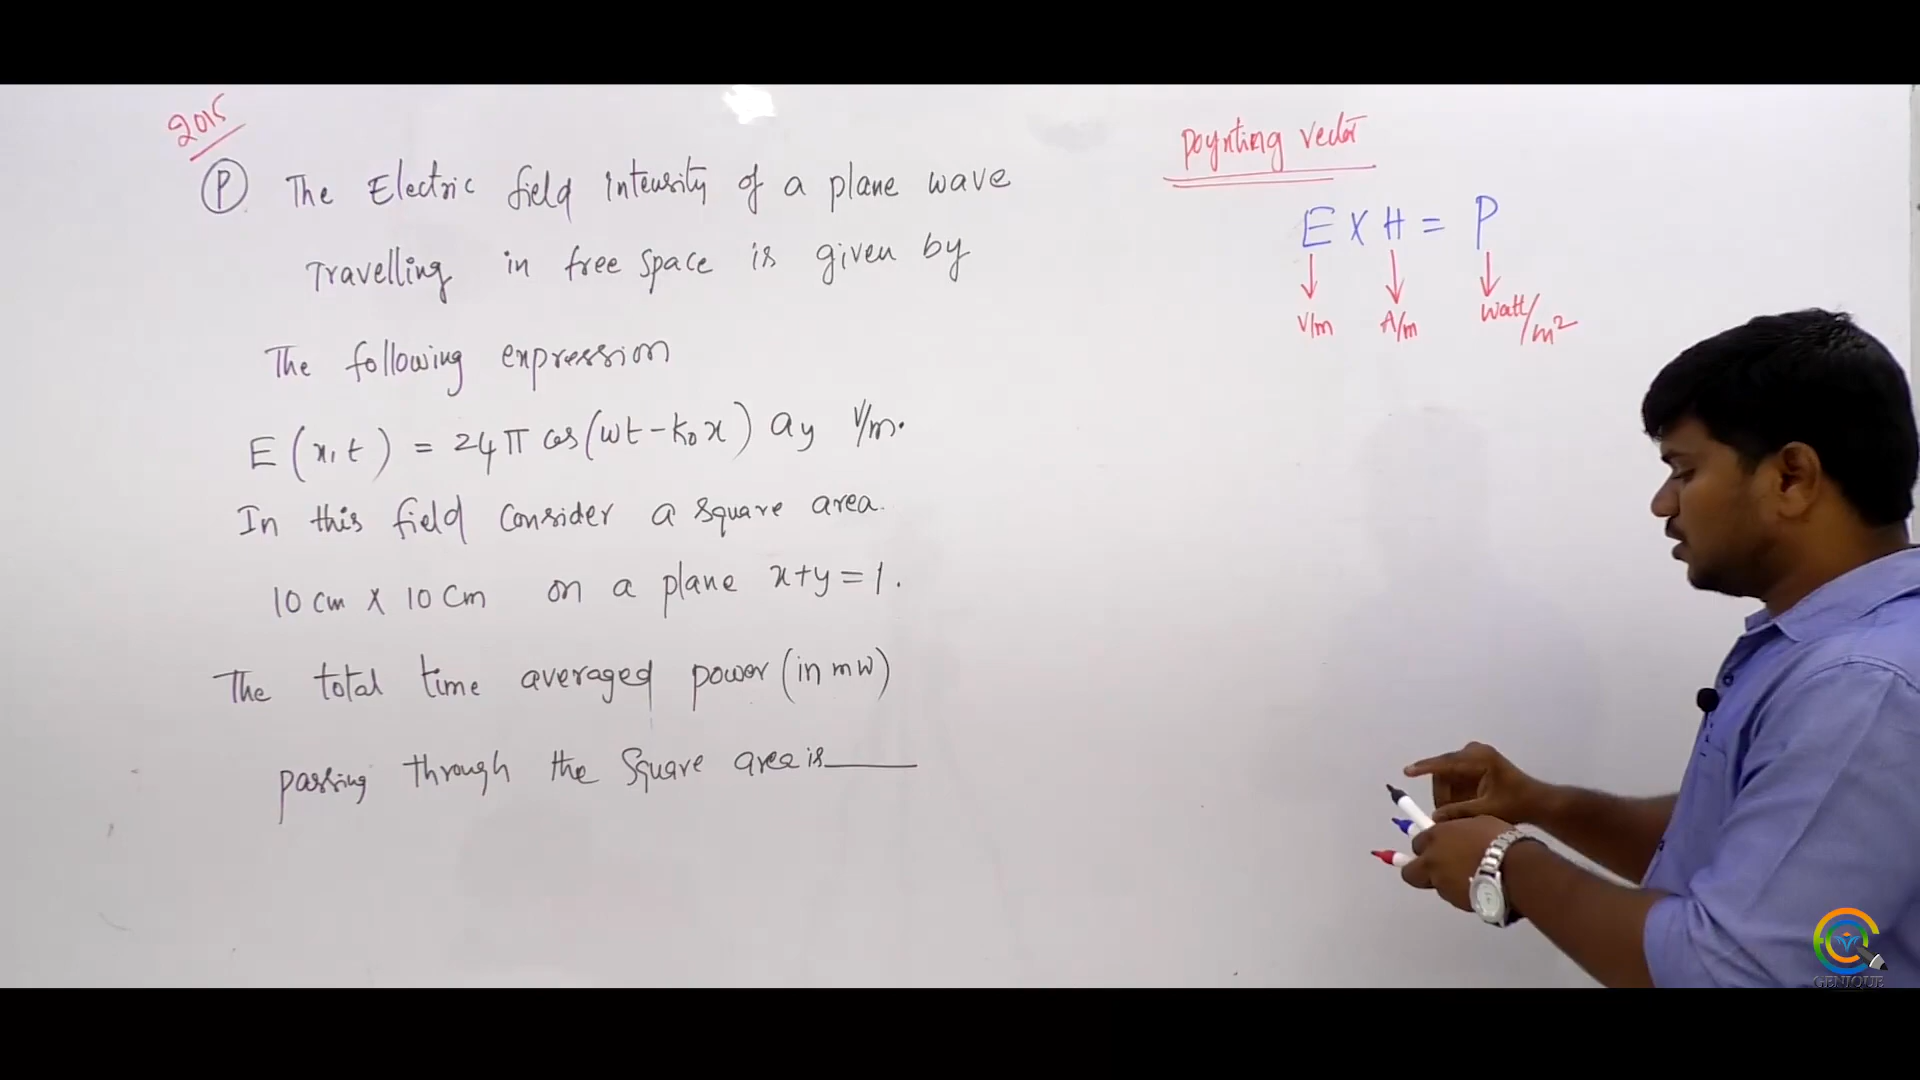 2015
P The Electric field intensity of a plane wave
Travelling in free space is given by
The following expression
E(x,t) = 24π cos(ωt-k₀x) ay V/m.
In this field consider a square area.
10 cm X 10 cm on a plane x+y=1.
The total time averaged power (in mw)
passing through the square area is____
Poynting vector
E X H = P
V/m A/m watt/m²
GENIQUE